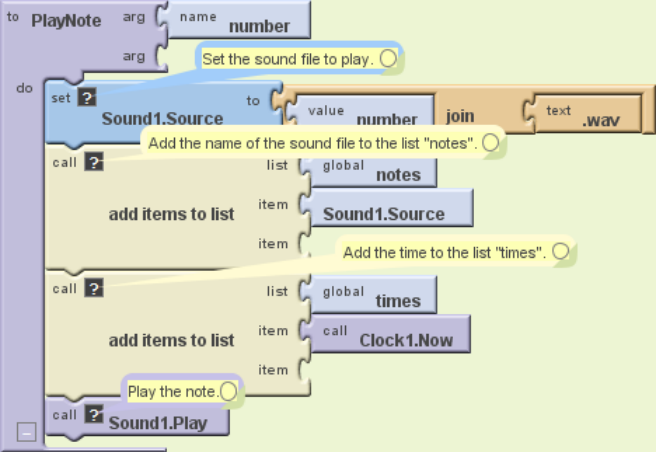 to PlayNote arg name number
arg
Set the sound file to play.
do
set ? Sound1.Source to value number join text .wav
Add the name of the sound file to the list "notes".
call ? add items to list list global notes
item Sound1.Source
item
Add the time to the list "times".
call ? add items to list list global times
item call Clock1.Now
item
Play the note.
call ? Sound1.Play